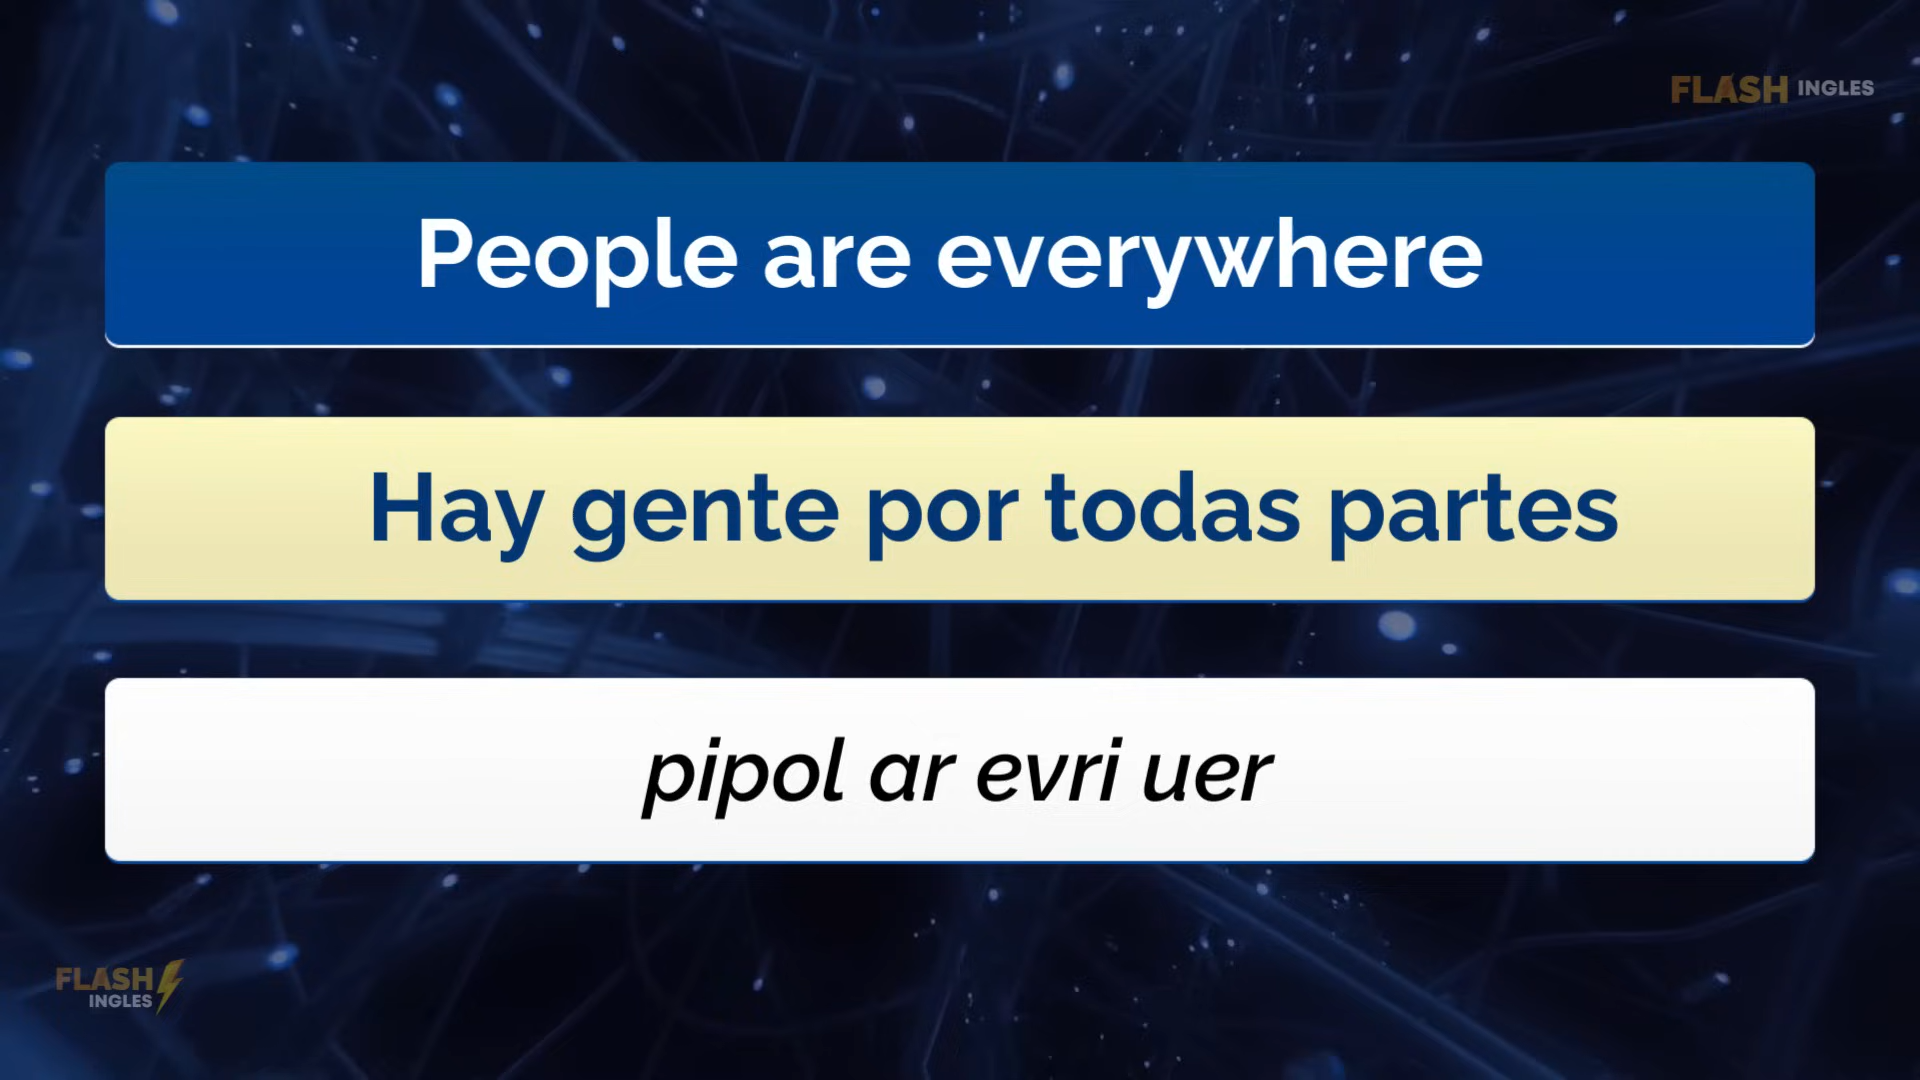 FLASH INGLES
People are everywhere
Hay gente por todas partes
pipol ar evri uer
FLASH
INGLES